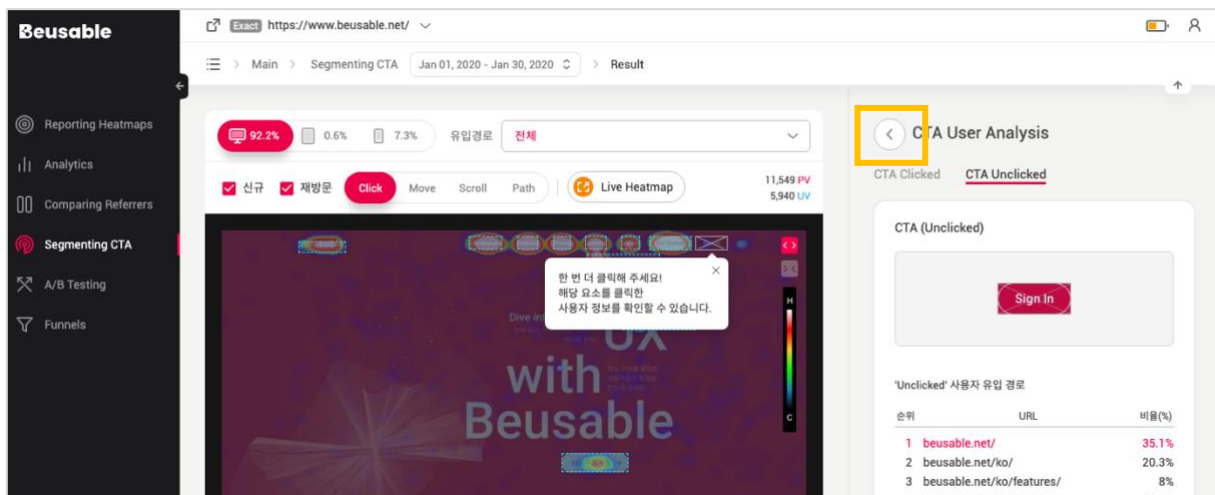 Beusable
Exact https://www.beusable.net/
Main > Segmenting CTA Jan 01, 2020 - Jan 30, 2020 > Result
Reporting Heatmaps
Analytics
Comparing Referrers
Segmenting CTA
A/B Testing
Funnels
92.2% 0.6% 7.3% 유입경로 전체
신규 재방문 Click Move Scroll Path Live Heatmap
11,549 PV
5,940 UV
한 번 더 클릭해 주세요!
해당 요소를 클릭한
사용자 정보를 확인할 수 있습니다.
H
C
Dive
UX
with
Beusable
CTA User Analysis
CTA Clicked CTA Unclicked
CTA (Unclicked)
Sign In
'Unclicked' 사용자 유입 경로
순위 URL 비율(%)
1 beusable.net/ 35.1%
2 beusable.net/ko/ 20.3%
3 beusable.net/ko/features/ 8%